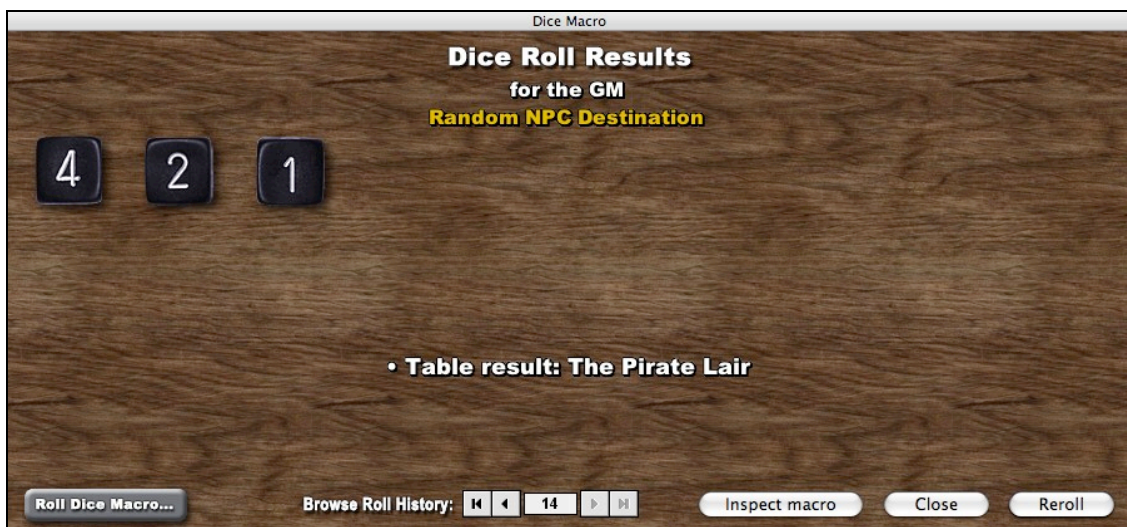 Dice Macro
Dice Roll Results
for the GM
Random NPC Destination
4 2 1
• Table result: The Pirate Lair
Roll Dice Macro... Browse Roll History: 14 Inspect macro Close Reroll